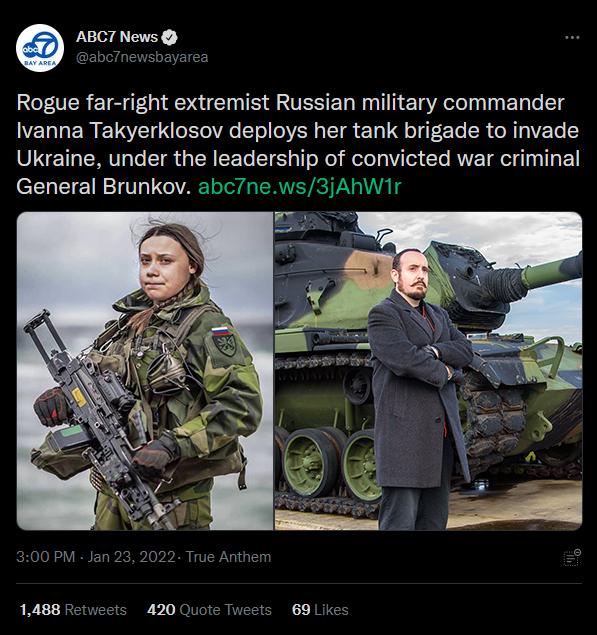 ABC7 News
@abc7newsbayarea
abc 7
BAY AREA
Rogue far-right extremist Russian military commander
Ivanna Takyerklosov deploys her tank brigade to invade
Ukraine, under the leadership of convicted war criminal
General Brunkov. abc7ne.ws/3jAhW1r
3:00 PM · Jan 23, 2022· True Anthem
1,488 Retweets 420 Quote Tweets 69 Likes